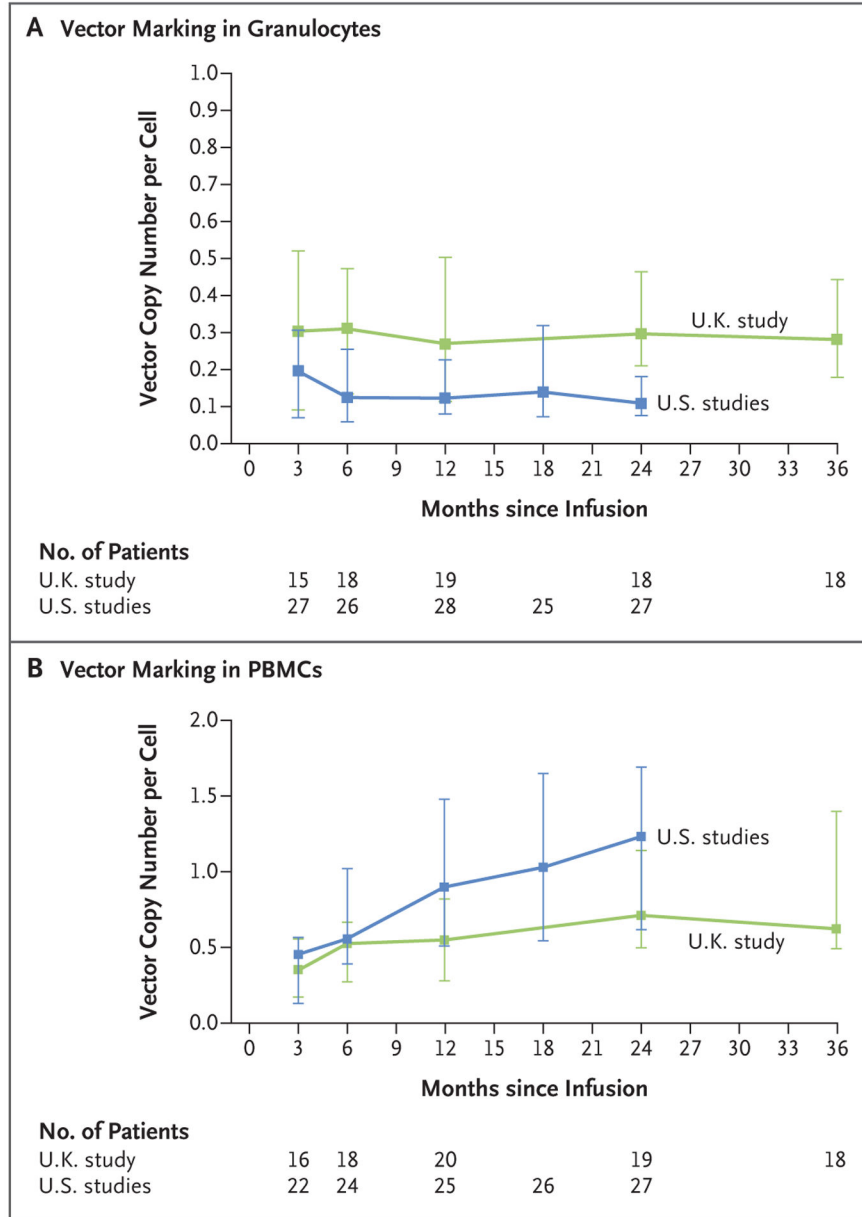 A Vector Marking in Granulocytes
Vector Copy Number per Cell
1.0
0.9
0.8
0.7
0.6
0.5
0.4
0.3
0.2
0.1
0.0
U.K. study
U.S. studies
0 3 6 9 12 15 18 21 24 27 30 33 36
Months since Infusion
No. of Patients
U.K. study 15 18 19 18 18
U.S. studies 27 26 28 25 27
B Vector Marking in PBMCs
Vector Copy Number per Cell
2.0
1.5
1.0
0.5
0.0
U.S. studies
U.K. study
0 3 6 9 12 15 18 21 24 27 30 33 36
Months since Infusion
No. of Patients
U.K. study 16 18 20 19 18
U.S. studies 22 24 25 26 27